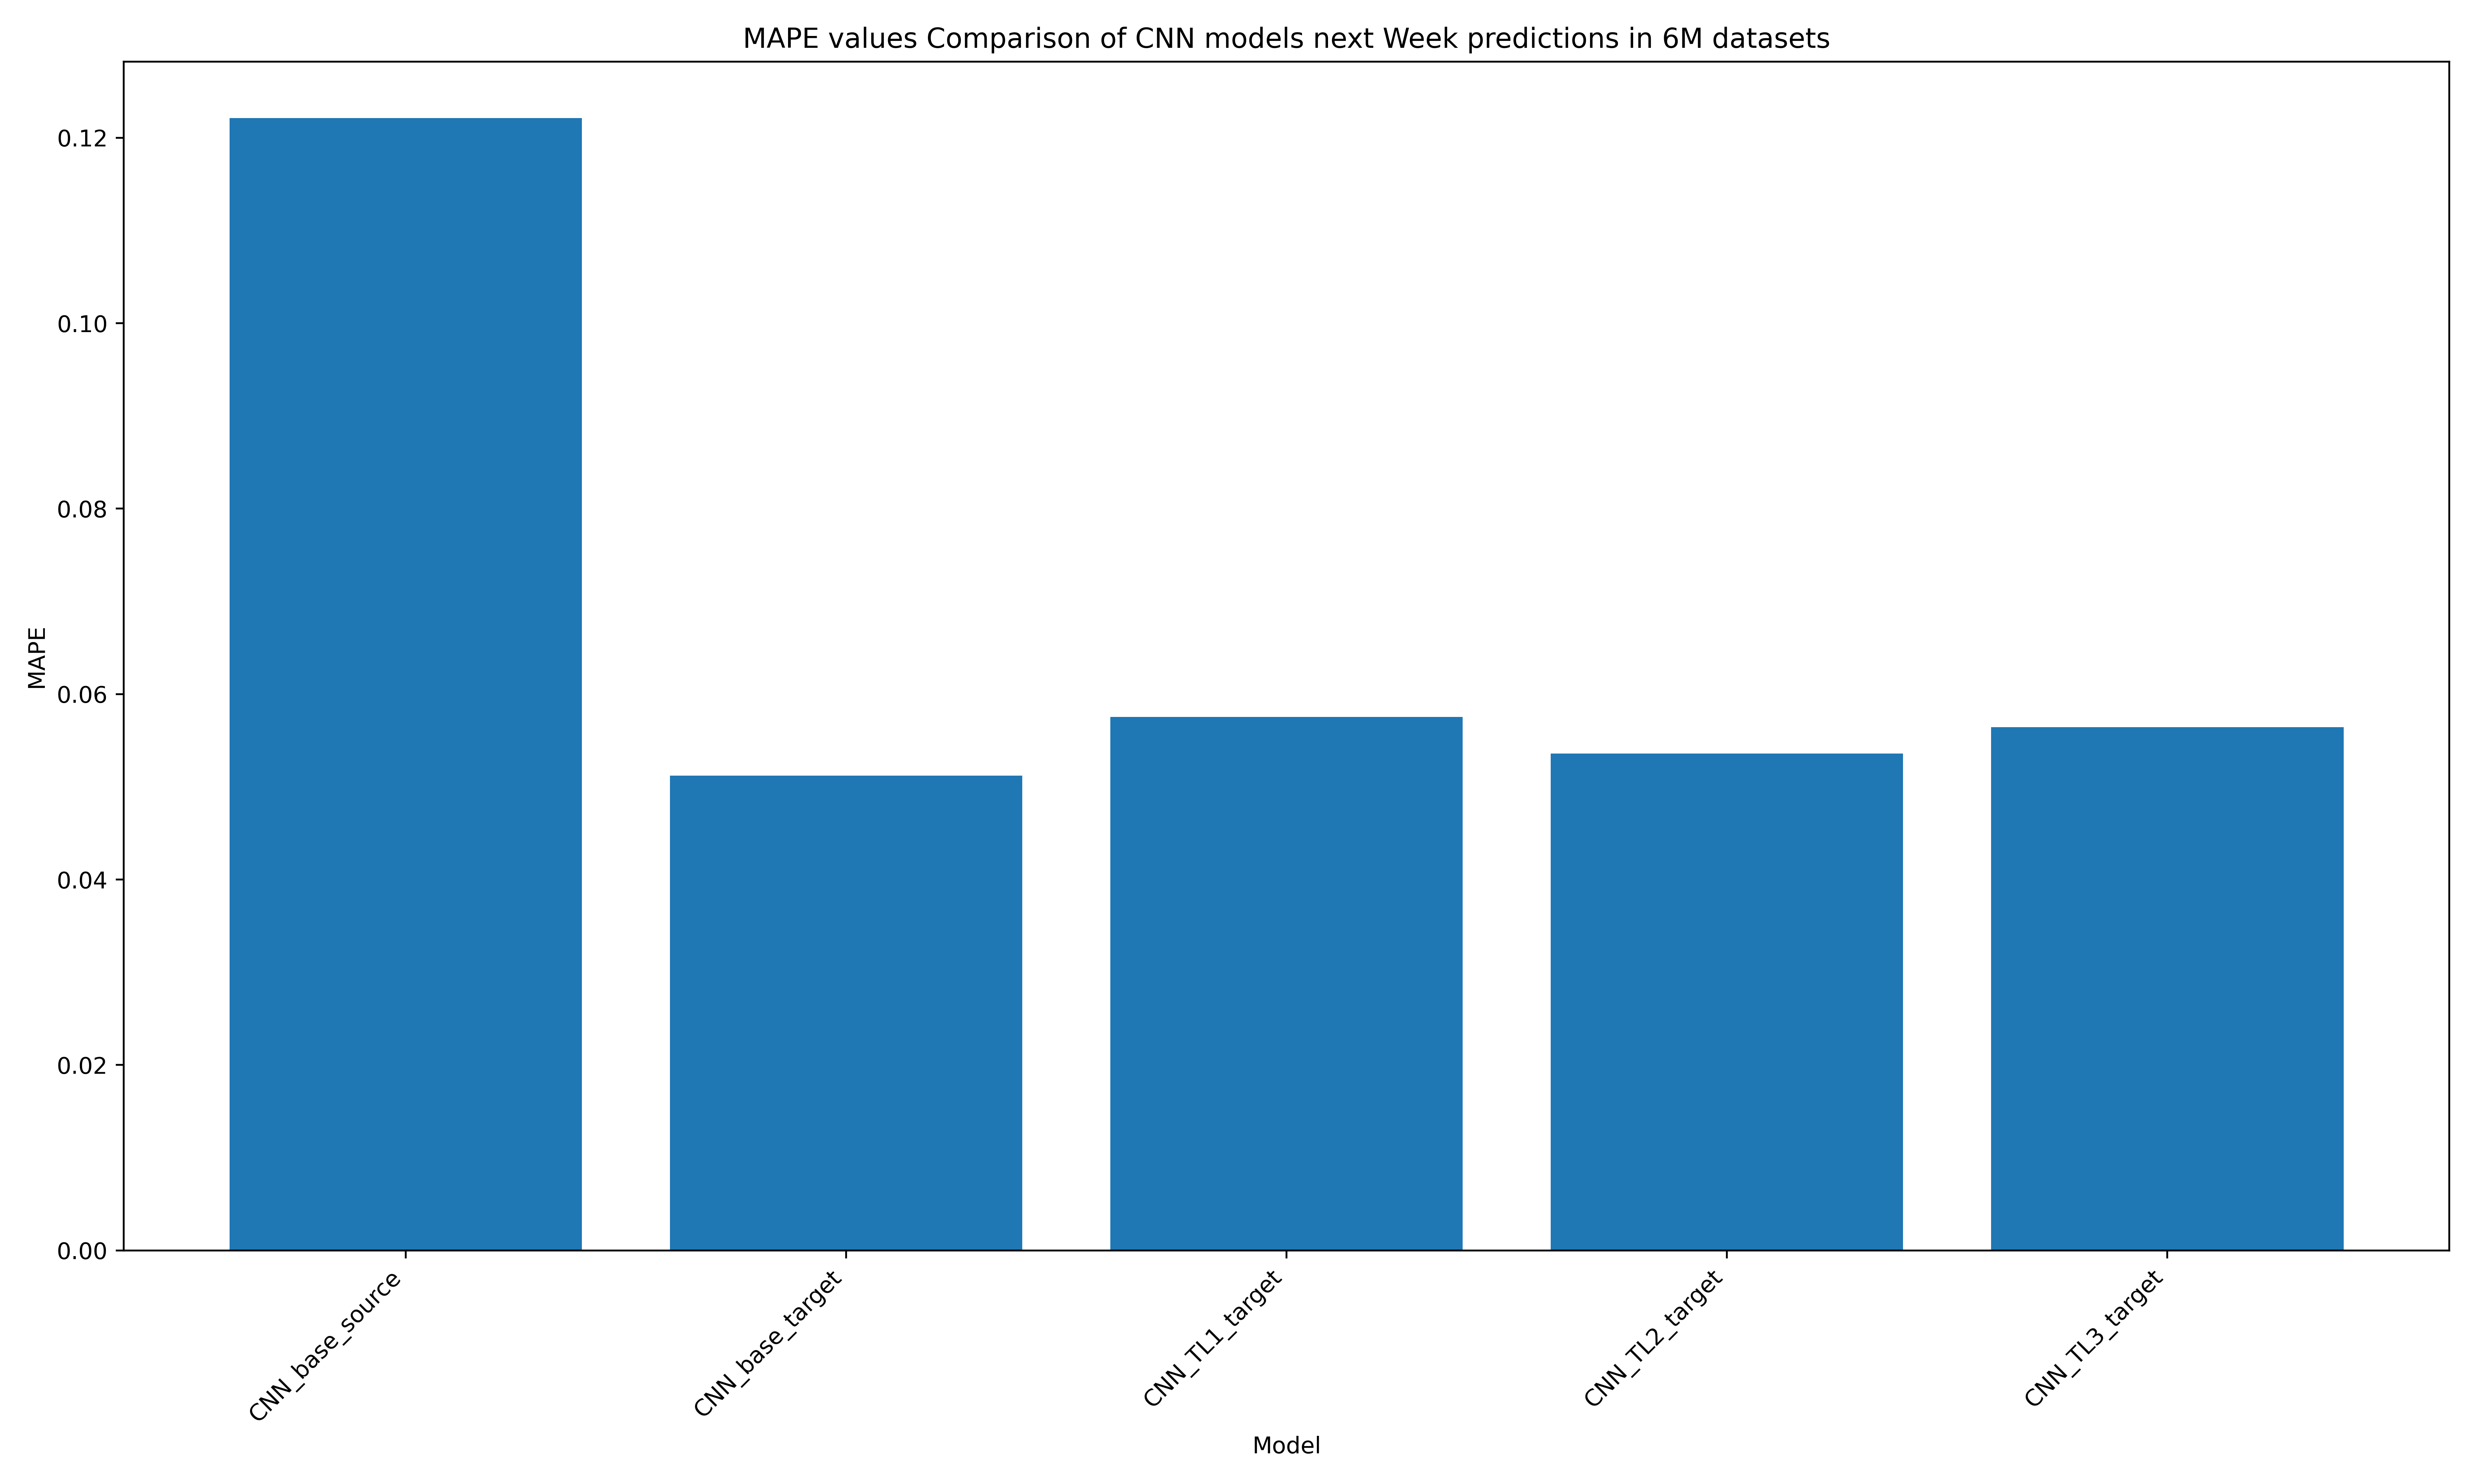 MAPE values Comparison of CNN models next Week predictions in 6M datasets
MAPE
0.12
0.10
0.08
0.06
0.04
0.02
0.00
CNN_base_source
CNN_base_target
CNN_TL1_target
CNN_TL2_target
CNN_TL3_target
Model